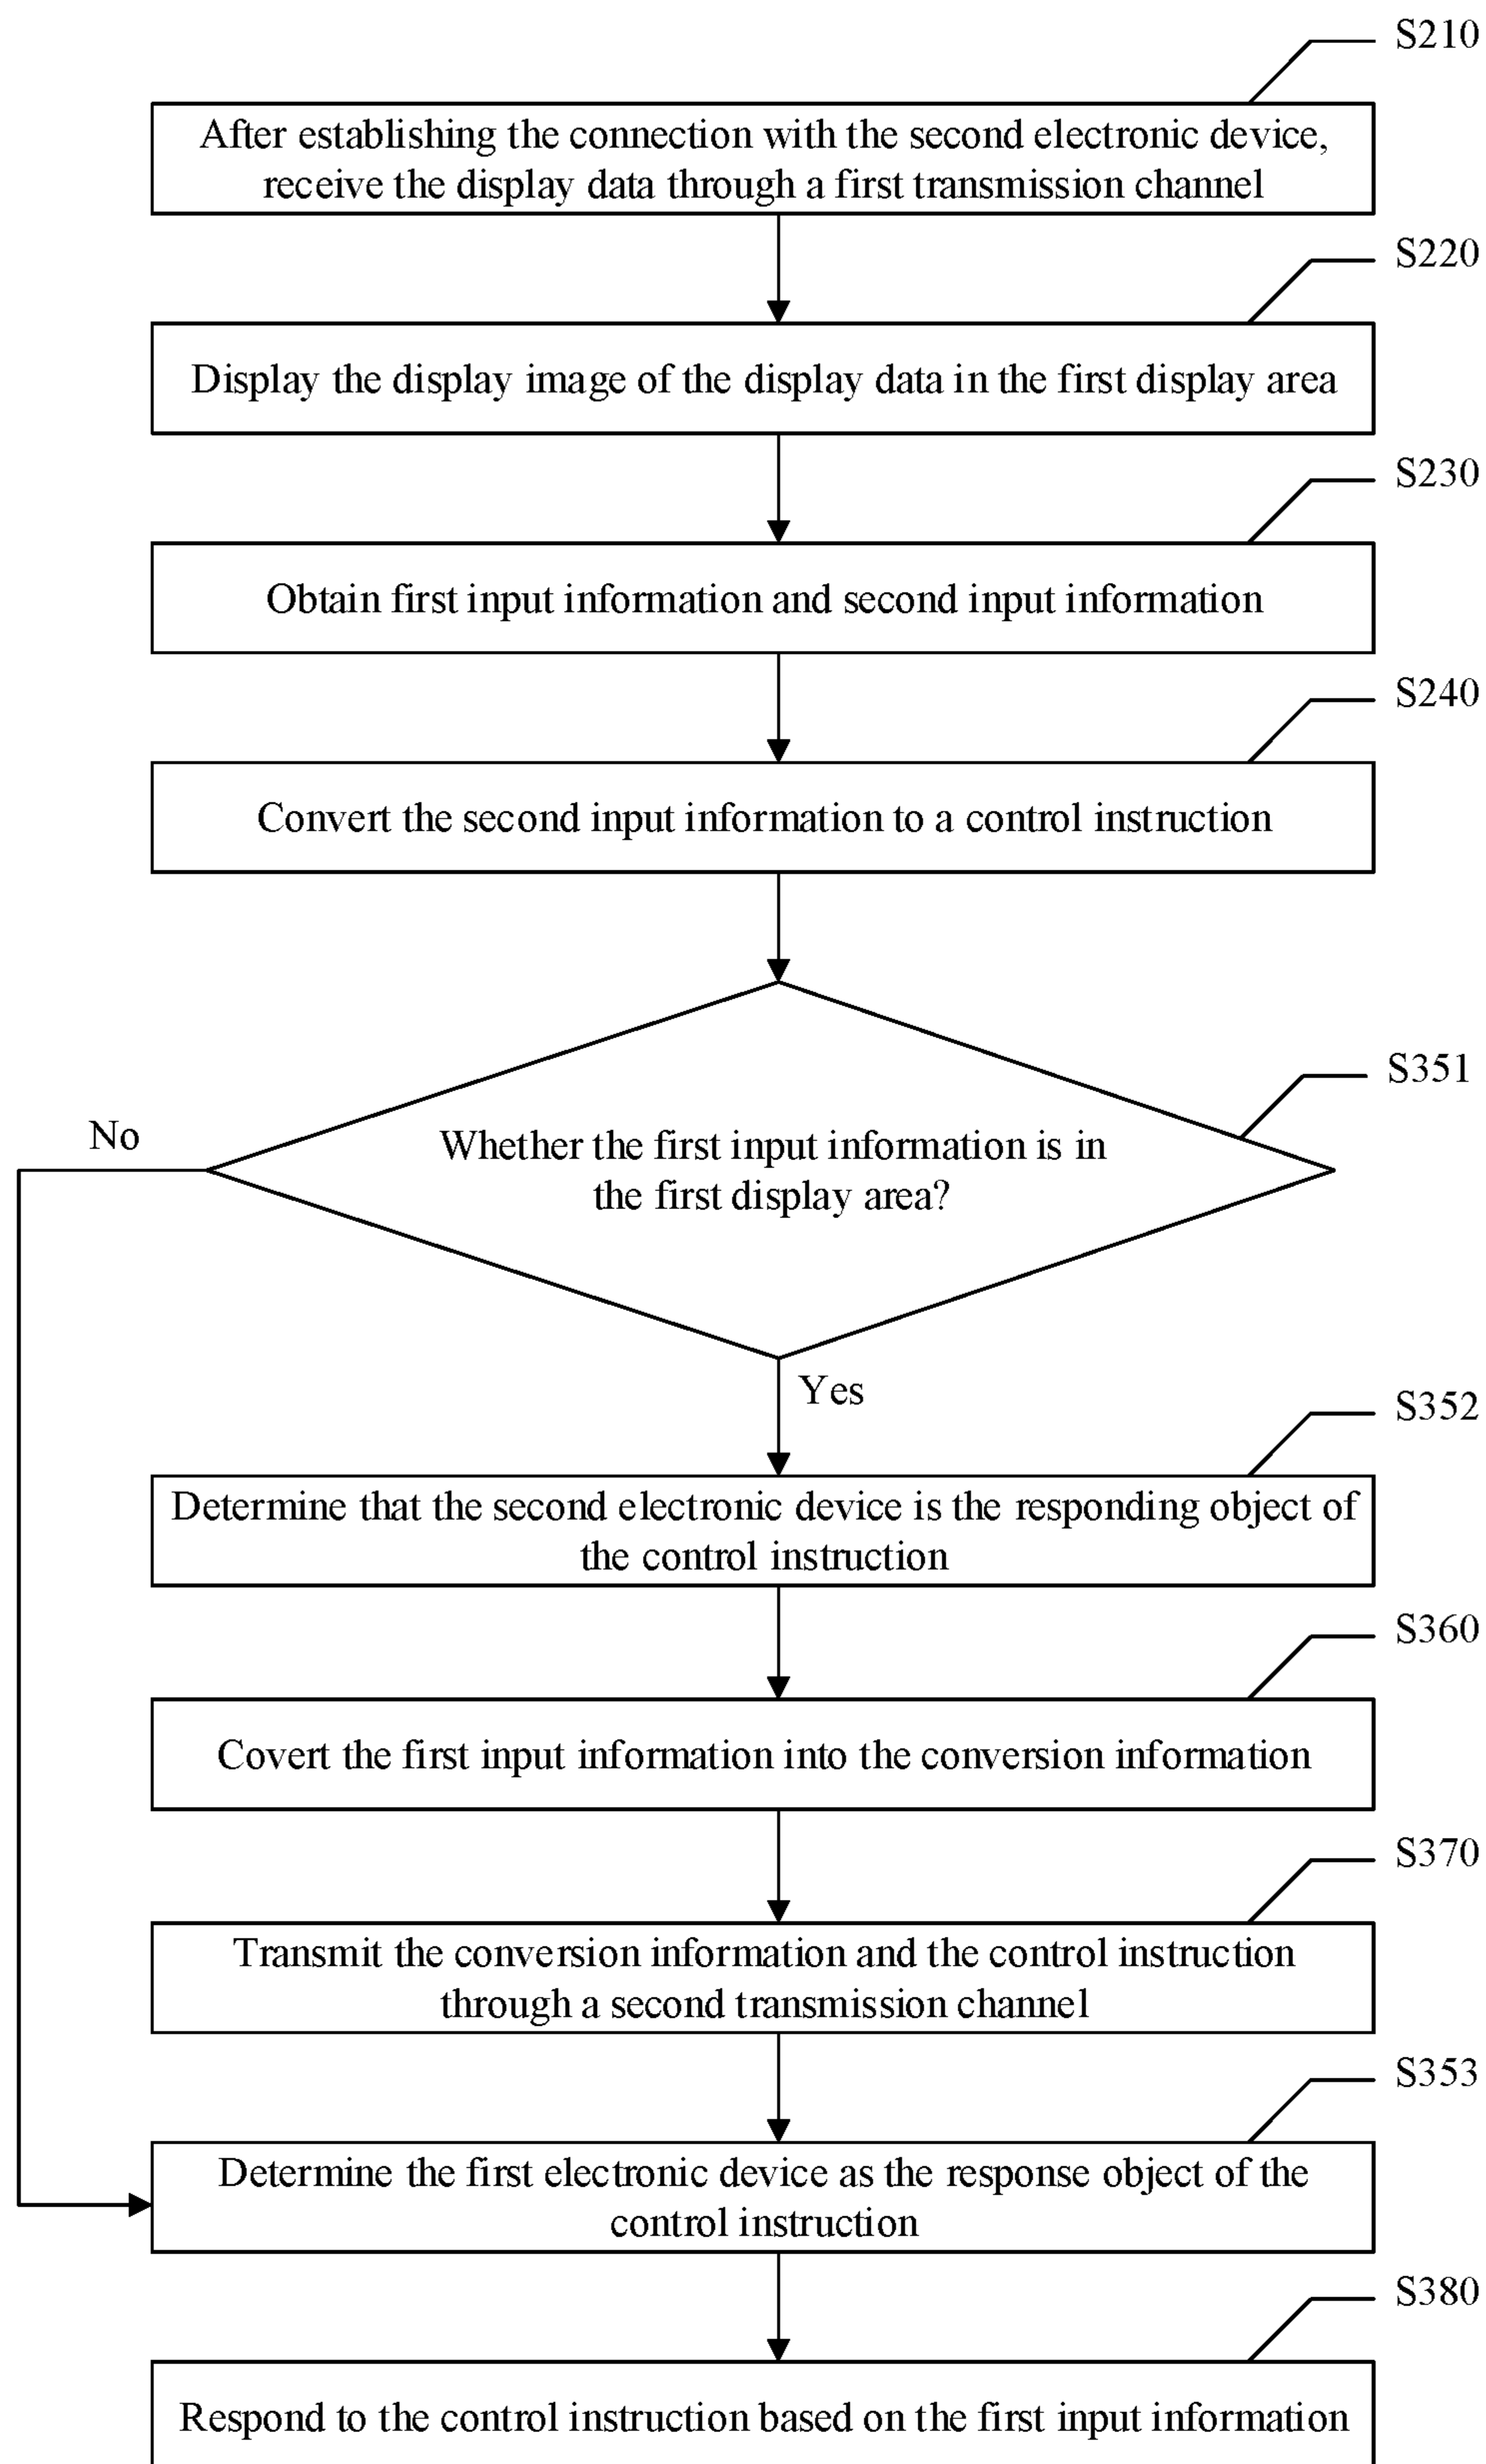 S210
After establishing the connection with the second electronic device,
receive the display data through a first transmission channel
S220
Display the display image of the display data in the first display area
S230
Obtain first input information and second input information
S240
Convert the second input information to a control instruction
S351
No
Whether the first input information is in
the first display area?
Yes
S352
Determine that the second electronic device is the responding object of
the control instruction
S360
Covert the first input information into the conversion information
S370
Transmit the conversion information and the control instruction
through a second transmission channel
S353
Determine the first electronic device as the response object of the
control instruction
S380
Respond to the control instruction based on the first input information